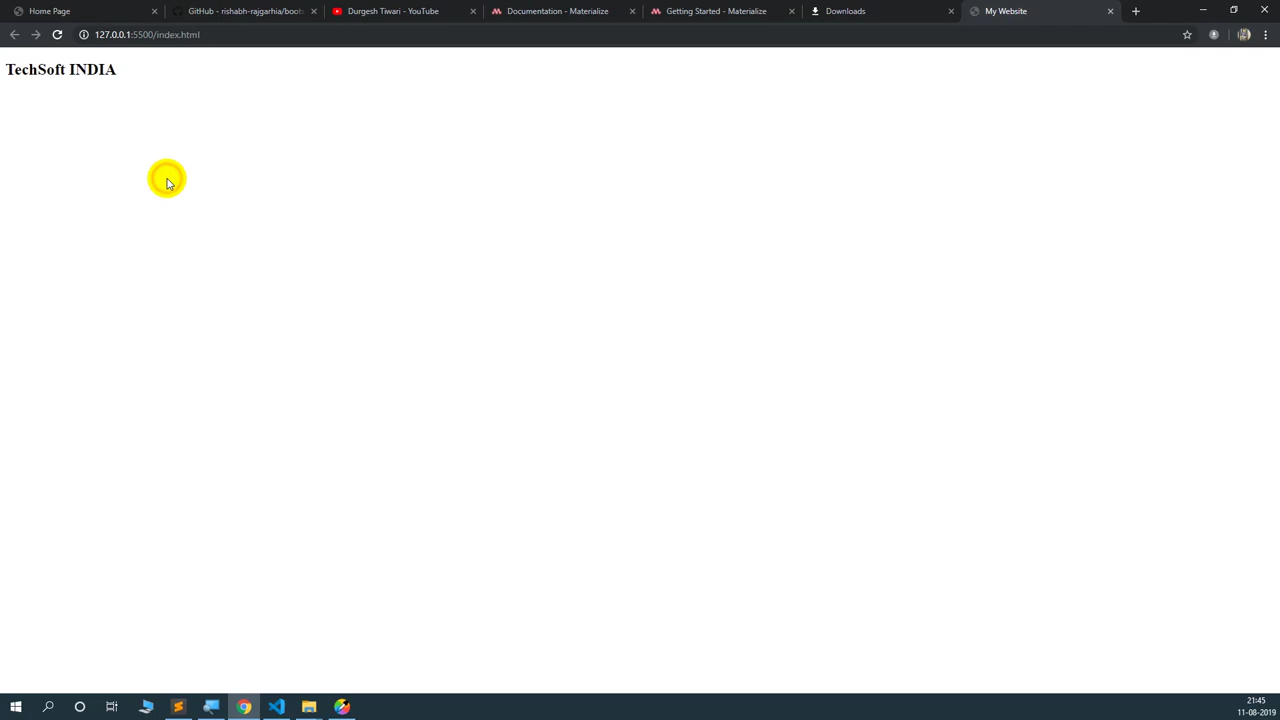 Home Page
GitHub - rishabh-rajgarhia/boots
Durgesh Tiwari - YouTube
Documentation - Materialize
Getting Started - Materialize
Downloads
My Website
127.0.0.1:5500/index.html
TechSoft INDIA
21:45
11-08-2019